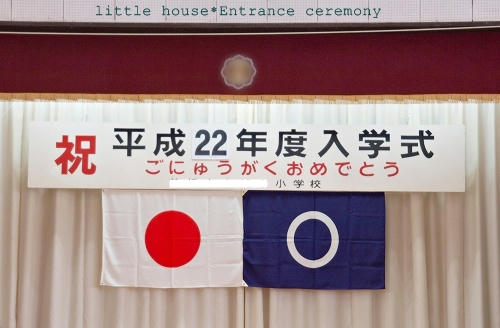 little house*Entrance ceremony
祝 平成22年度入学式
ごにゅうがくおめでとう
小学校